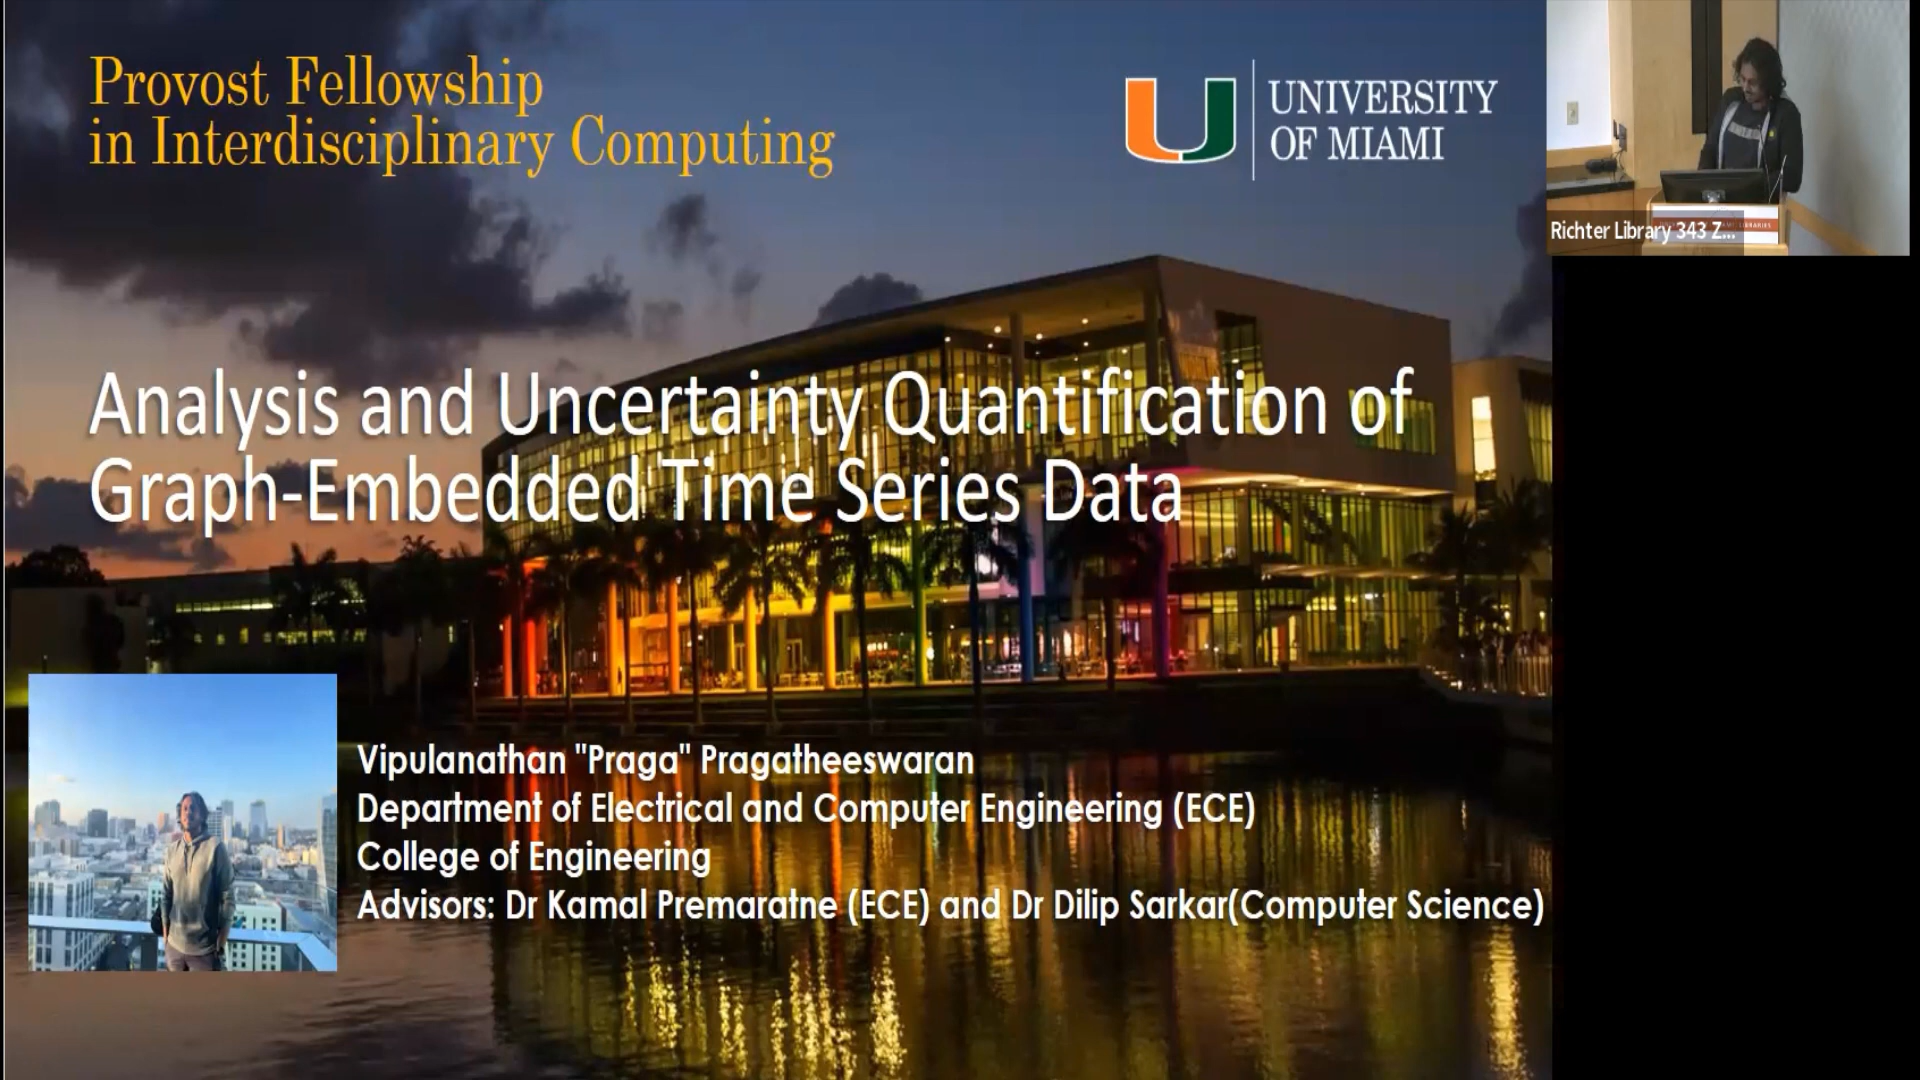 Provost Fellowship
in Interdisciplinary Computing
UNIVERSITY
OF MIAMI
Richter Library 343 Z...
Analysis and Uncertainty Quantification of
Graph-Embedded Time Series Data
Vipulanathan "Praga" Pragatheeswaran
Department of Electrical and Computer Engineering (ECE)
College of Engineering
Advisors: Dr Kamal Premaratne (ECE) and Dr Dilip Sarkar(Computer Science)